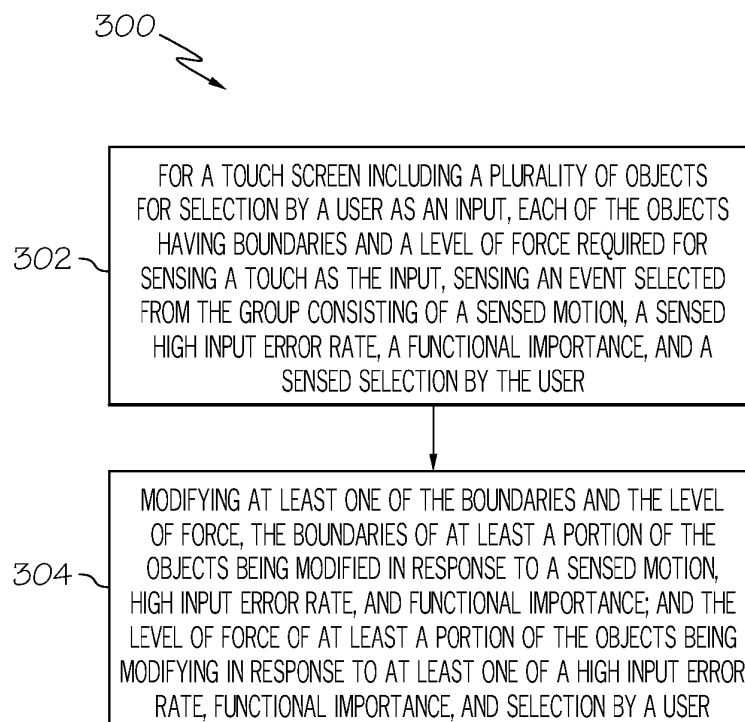 300
302
FOR A TOUCH SCREEN INCLUDING A PLURALITY OF OBJECTS
FOR SELECTION BY A USER AS AN INPUT, EACH OF THE OBJECTS
HAVING BOUNDARIES AND A LEVEL OF FORCE REQUIRED FOR
SENSING A TOUCH AS THE INPUT, SENSING AN EVENT SELECTED
FROM THE GROUP CONSISTING OF A SENSED MOTION, A SENSED
HIGH INPUT ERROR RATE, A FUNCTIONAL IMPORTANCE, AND A
SENSED SELECTION BY THE USER
304
MODIFYING AT LEAST ONE OF THE BOUNDARIES AND THE LEVEL
OF FORCE, THE BOUNDARIES OF AT LEAST A PORTION OF THE
OBJECTS BEING MODIFIED IN RESPONSE TO A SENSED MOTION,
HIGH INPUT ERROR RATE, AND FUNCTIONAL IMPORTANCE; AND THE
LEVEL OF FORCE OF AT LEAST A PORTION OF THE OBJECTS BEING
MODIFYING IN RESPONSE TO AT LEAST ONE OF A HIGH INPUT ERROR
RATE, FUNCTIONAL IMPORTANCE, AND SELECTION BY A USER